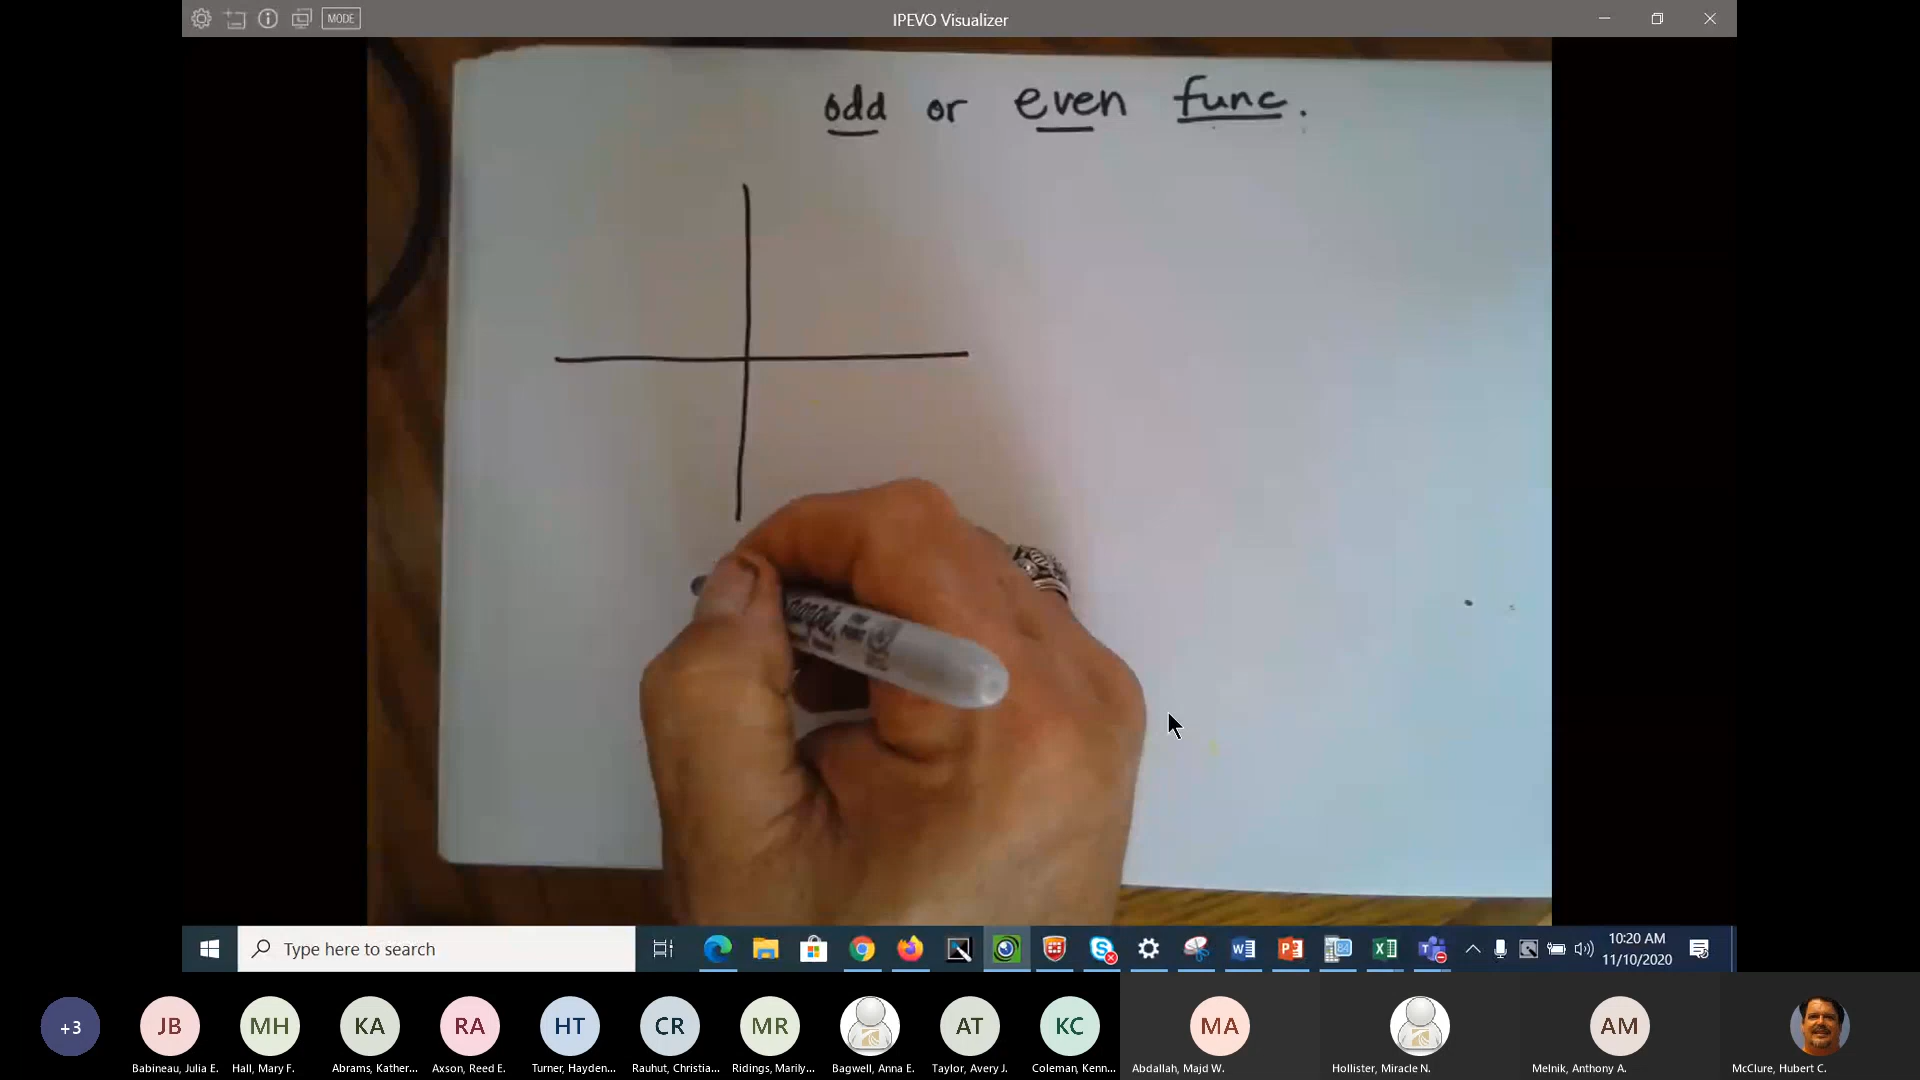 MODE
IPEVO Visualizer
odd or even func.
Type here to search
10:20 AM
11/10/2020
+3
JB
MH
KA
RA
HT
CR
MR
AT
KC
MA
AM
Babineau, Julia E.
Hall, Mary F.
Abrams, Kather...
Axson, Reed E.
Turner, Hayden...
Rauhut, Christia...
Ridings, Marily...
Bagwell, Anna E.
Taylor, Avery J.
Coleman, Kenn...
Abdallah, Majd W.
Hollister, Miracle N.
Melnik, Anthony A.
McClure, Hubert C.